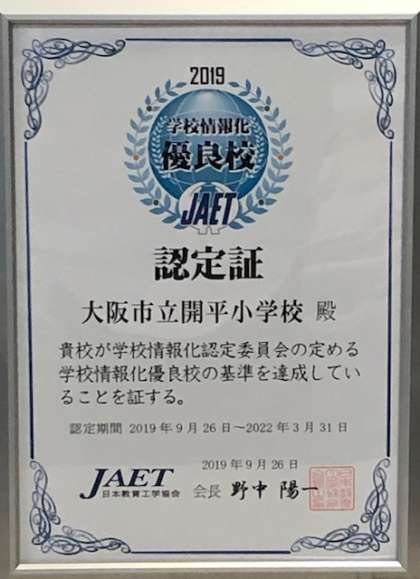 2019
学校情報化
優良校
JAET
認定証
大阪市立開平小学校 殿
貴校が学校情報化認定委員会の定める
学校情報化優良校の基準を達成してい
ることを証する。
認定期間 2019年9月26日～2022年3月31日
2019年9月26日
JAET
日本教育工学協会
会長 野中 陽一